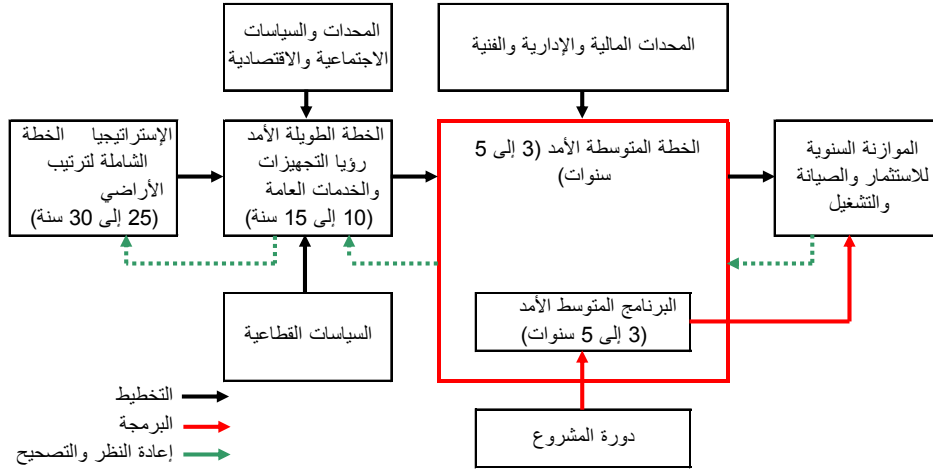 المحدات والسياسات
الاجتماعية والاقتصادية
المحدات المالية والإدارية والفنية
الإستراتيجيا الخطة
الشاملة لترتيب
الأراضي
(25 إلى 30 سنة)
الخطة الطويلة الأمد
رؤيا التجهيزات
والخدمات العامة
(10 إلى 15 سنة)
الخطة المتوسطة الأمد (3 إلى 5
سنوات)
الموازنة السنوية
للاستثمار والصيانة
والتشغيل
البرنامج المتوسط الأمد
(3 إلى 5 سنوات)
السياسات القطاعية
دورة المشروع
التخطيط
البرمجة
إعادة النظر والتصحيح